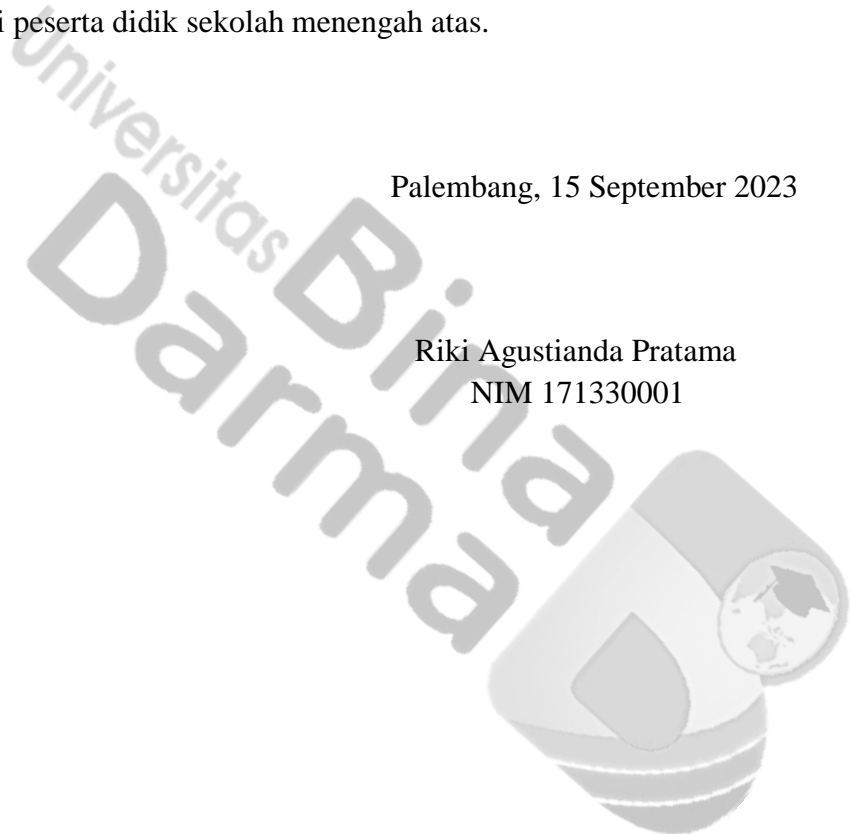 i peserta didik sekolah menengah atas.
Universitas
Bina
Darma
Palembang, 15 September 2023
Riki Agustianda Pratama
NIM 171330001